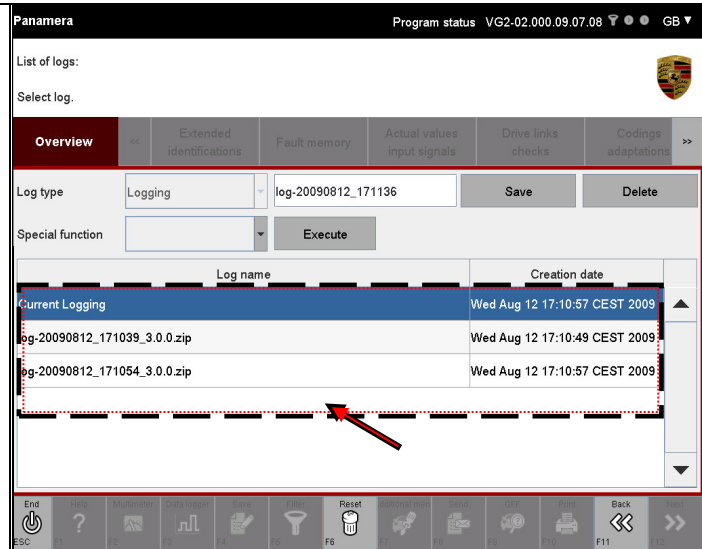 Panamera Program status VG2-02.000.09.07.08 GB
List of logs:
Select log.
Overview << Extended identifications Fault memory Actual values input signals Drive links checks Codings adaptations >>
Log type Logging log-20090812_171136 Save Delete
Special function Execute
Log name Creation date
Current Logging Wed Aug 12 17:10:57 CEST 2009
log-20090812_171039_3.0.0.zip Wed Aug 12 17:10:49 CEST 2009
log-20090812_171054_3.0.0.zip Wed Aug 12 17:10:57 CEST 2009
End Help Multimeter Data logger Save Filter Reset Send GFF Print Back Next
ESC F1 F2 F3 F4 F5 F6 F7 F8 F9 F10 F11 F12